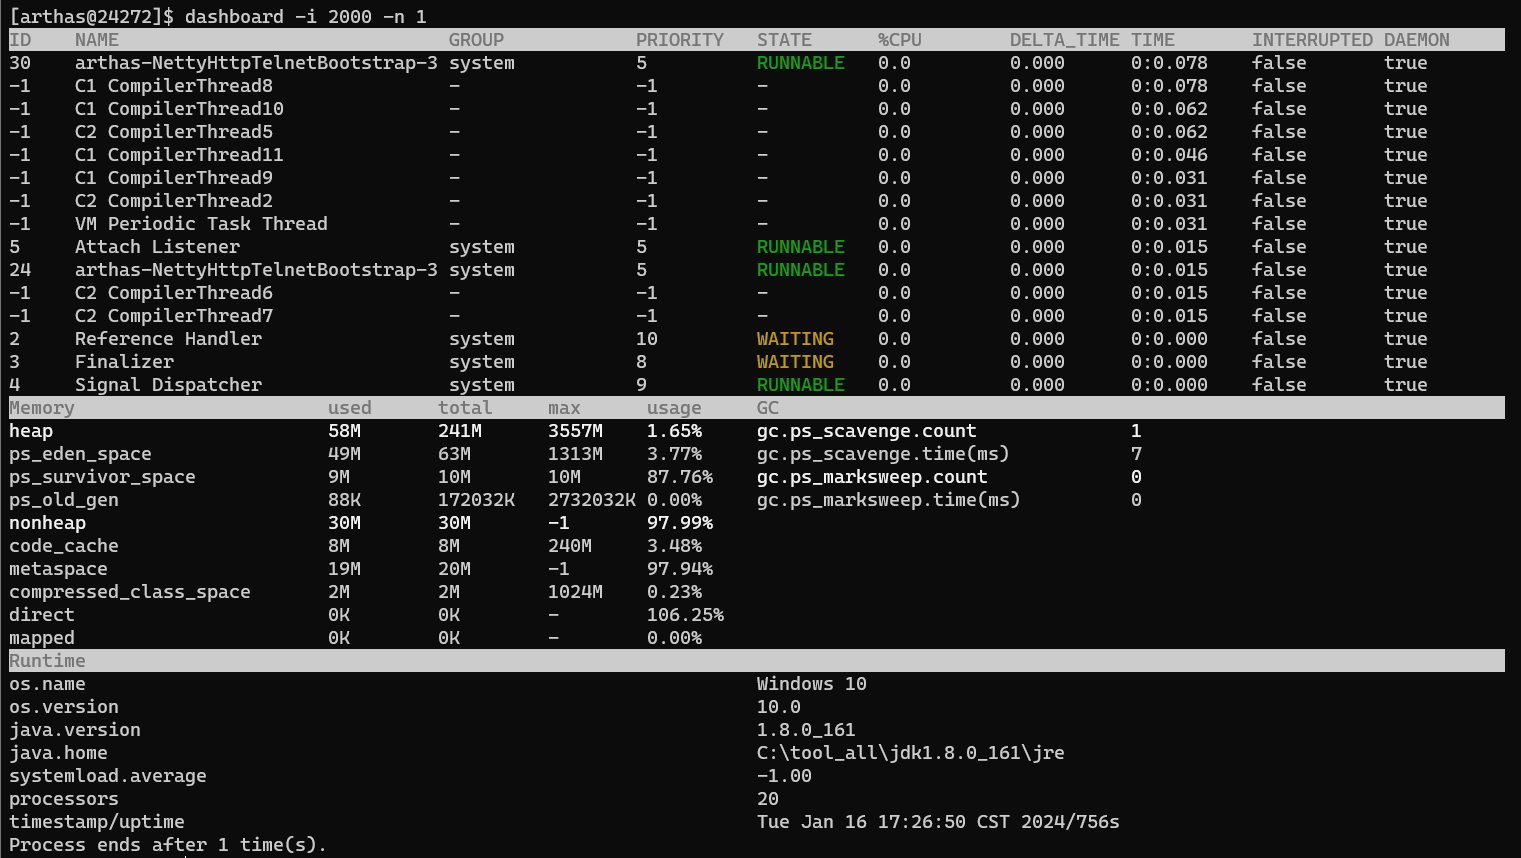 [arthas@24272]$ dashboard -i 2000 -n 1
ID NAME GROUP PRIORITY STATE %CPU DELTA_TIME TIME INTERRUPTED DAEMON
30 arthas-NettyHttpTelnetBootstrap-3 system 5 RUNNABLE 0.0 0.000 0:0.078 false true
-1 C1 CompilerThread8 - -1 - 0.0 0.000 0:0.078 false true
-1 C1 CompilerThread10 - -1 - 0.0 0.000 0:0.062 false true
-1 C2 CompilerThread5 - -1 - 0.0 0.000 0:0.062 false true
-1 C1 CompilerThread11 - -1 - 0.0 0.000 0:0.046 false true
-1 C1 CompilerThread9 - -1 - 0.0 0.000 0:0.031 false true
-1 C2 CompilerThread2 - -1 - 0.0 0.000 0:0.031 false true
-1 VM Periodic Task Thread - -1 - 0.0 0.000 0:0.031 false true
5 Attach Listener system 5 RUNNABLE 0.0 0.000 0:0.015 false true
24 arthas-NettyHttpTelnetBootstrap-3 system 5 RUNNABLE 0.0 0.000 0:0.015 false true
-1 C2 CompilerThread6 - -1 - 0.0 0.000 0:0.015 false true
-1 C2 CompilerThread7 - -1 - 0.0 0.000 0:0.015 false true
2 Reference Handler system 10 WAITING 0.0 0.000 0:0.000 false true
3 Finalizer system 8 WAITING 0.0 0.000 0:0.000 false true
4 Signal Dispatcher system 9 RUNNABLE 0.0 0.000 0:0.000 false true
Memory used total max usage GC
heap 58M 241M 3557M 1.65% gc.ps_scavenge.count 1
ps_eden_space 49M 63M 1313M 3.77% gc.ps_scavenge.time(ms) 7
ps_survivor_space 9M 10M 10M 87.76% gc.ps_marksweep.count 0
ps_old_gen 88K 172032K 2732032K 0.00% gc.ps_marksweep.time(ms) 0
nonheap 30M 30M -1 97.99%
code_cache 8M 8M 240M 3.48%
metaspace 19M 20M -1 97.94%
compressed_class_space 2M 2M 1024M 0.23%
direct 0K 0K - 106.25%
mapped 0K 0K - 0.00%
Runtime
os.name Windows 10
os.version 10.0
java.version 1.8.0_161
java.home C:\tool_all\jdk1.8.0_161\jre
systemload.average -1.00
processors 20
timestamp/uptime Tue Jan 16 17:26:50 CST 2024/756s
Process ends after 1 time(s).